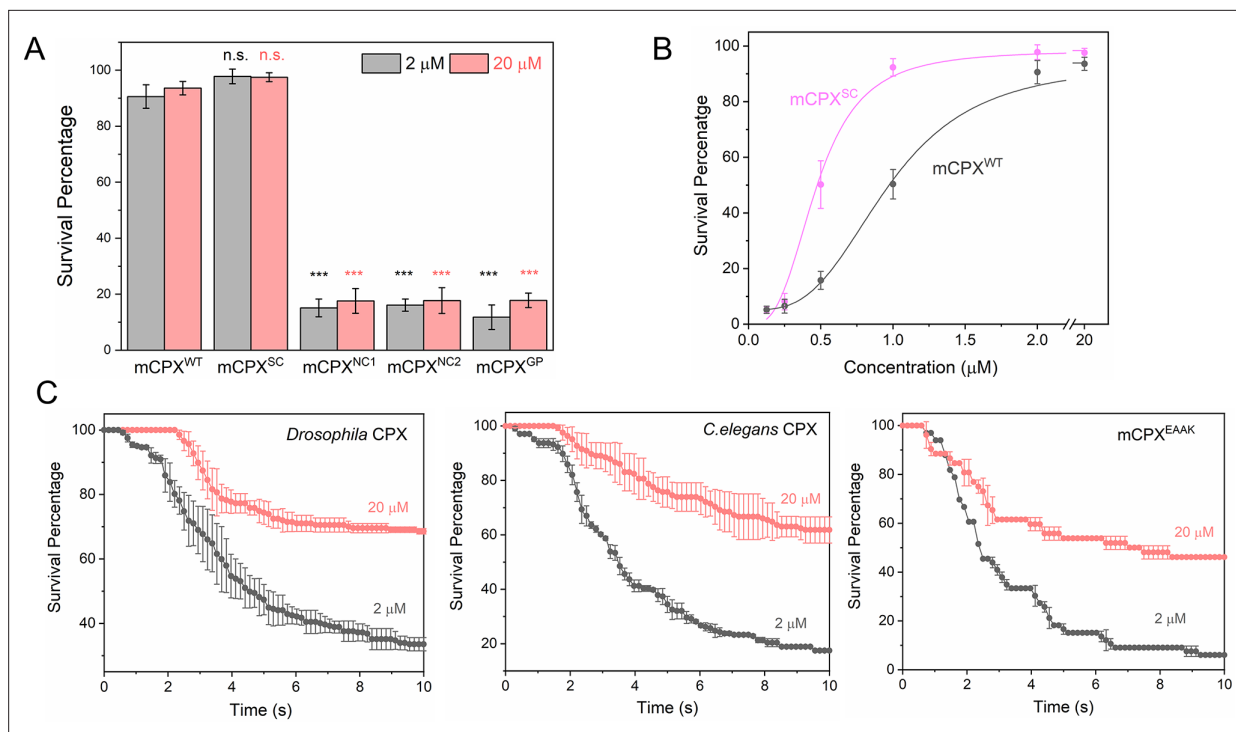 A
n.s. n.s.
2 μM 20 μM
100
80
60
40
20
0
Survival Percentage
*** *** *** *** *** ***
mCPXWT mCPXSC mCPXNC1 mCPXNC2 mCPXGP
B
100
80
60
40
20
0
Survival Percenatge
mCPXSC
mCPXWT
0.0 0.5 1.0 2.0 20
Concentration (μM)
C
100
80
60
40
Survival Percentage
Drosophila CPX
20 μM
2 μM
0 2 4 6 8 10
Time (s)
100
80
60
40
20
Survival Percentage
C.elegans CPX
20 μM
2 μM
0 2 4 6 8 10
Time (s)
100
80
60
40
20
0
Survival Percentage
mCPXEAAK
20 μM
2 μM
0 2 4 6 8 10
Time (s)